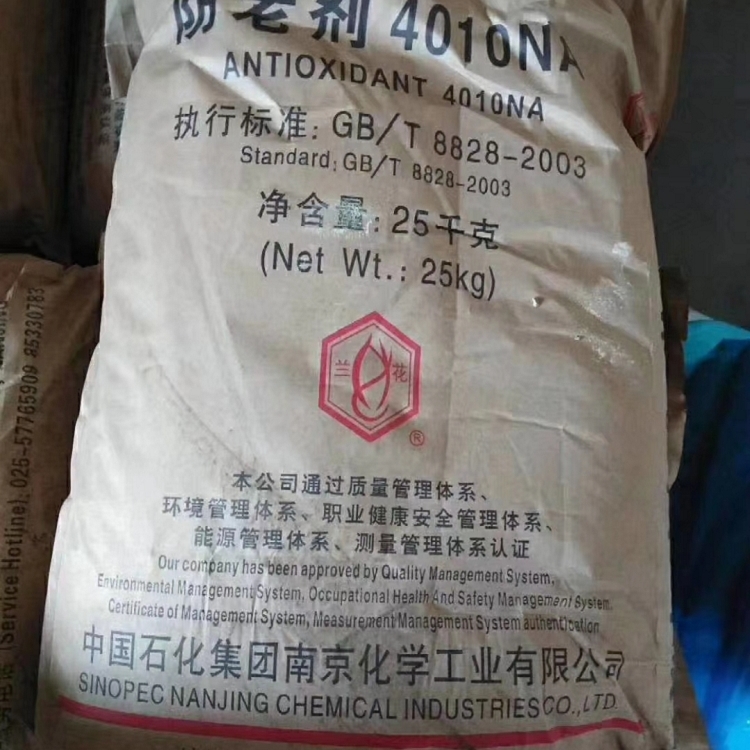 防老剂 4010NA
ANTIOXIDANT 4010NA
执行标准: GB/T 8828-2003
Standard: GB/T 8828-2003
净含量: 25千克
(Net Wt.: 25kg)
兰花
®
本公司通过质量管理体系、
环境管理体系、职业健康安全管理体系、
能源管理体系、测量管理体系认证
Our company has been approved by Quality Management System,
Environmental Management System, Occupational Health And Safety Management System
Certificate of Management System, Measurement Management System authentication
中国石化集团南京化学工业有限公司
SINOPEC NANJING CHEMICAL INDUSTRIES CO., LTD.
(Service Hotline): 025-57765909 85330783